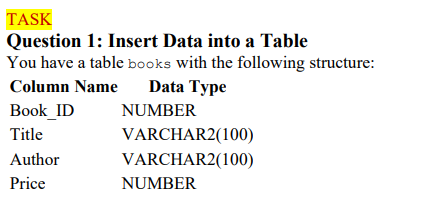 TASK
Question 1: Insert Data into a Table
You have a table books with the following structure:
Column Name Data Type
Book_ID NUMBER
Title VARCHAR2(100)
Author VARCHAR2(100)
Price NUMBER